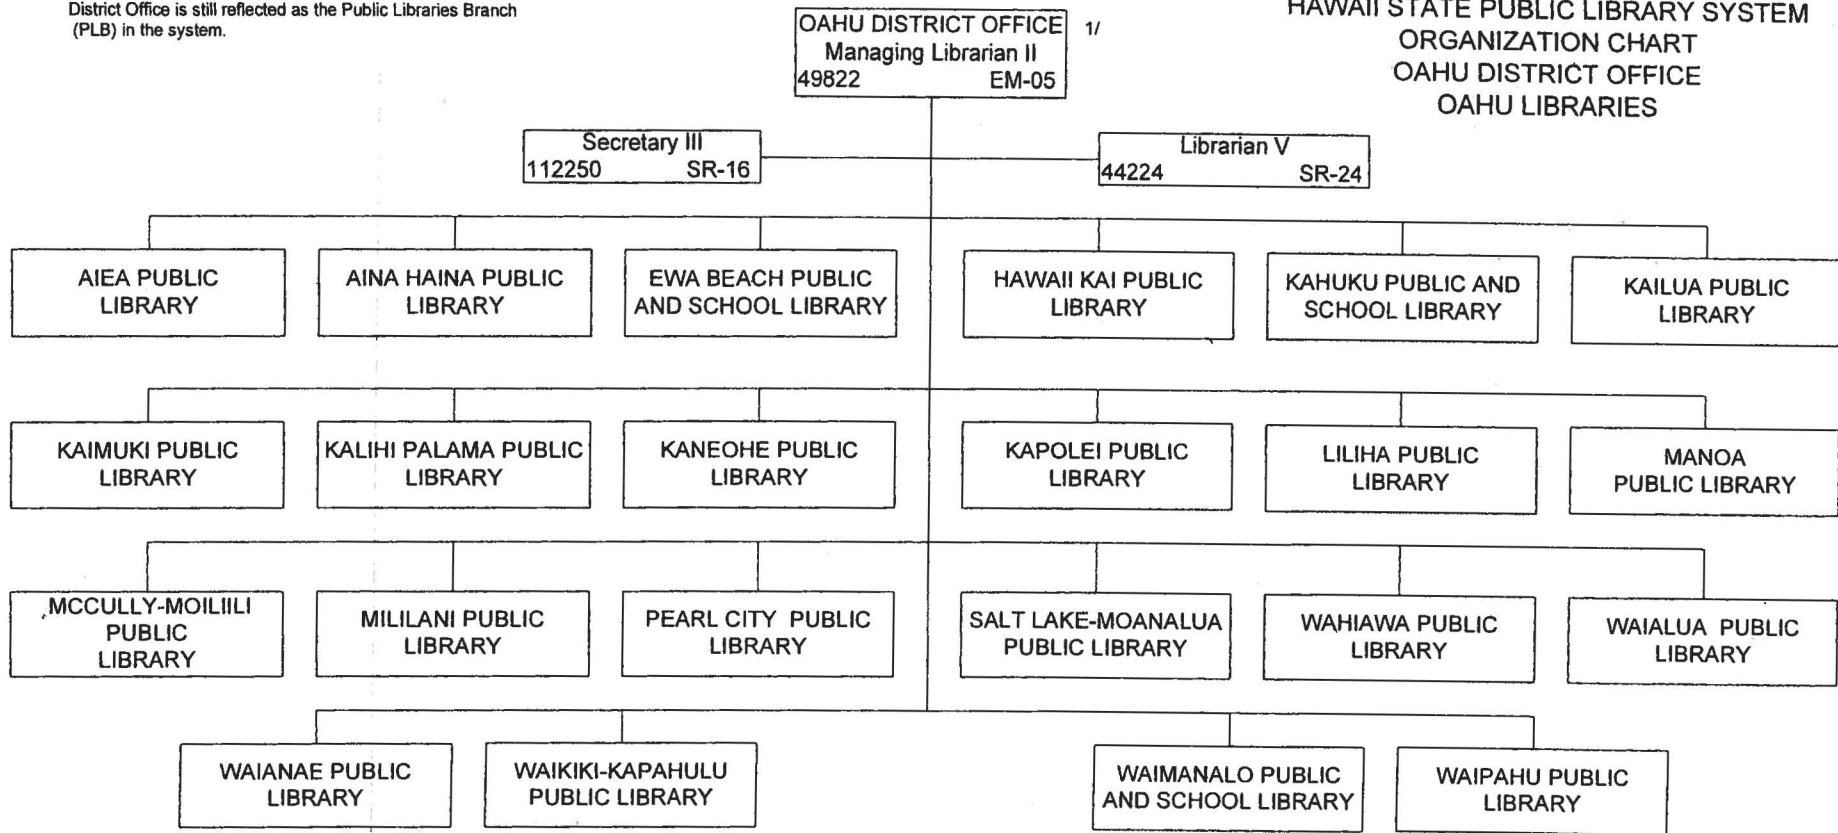 District Office is still reflected as the Public Libraries Branch
(PLB) in the system.
OAHU DISTRICT OFFICE 1/
Managing Librarian II
49822 EM-05
HAWAII STATE PUBLIC LIBRARY SYSTEM
ORGANIZATION CHART
OAHU DISTRICT OFFICE
OAHU LIBRARIES
Secretary III
112250 SR-16
Librarian V
44224 SR-24
AIEA PUBLIC
LIBRARY
AINA HAINA PUBLIC
LIBRARY
EWA BEACH PUBLIC
AND SCHOOL LIBRARY
HAWAII KAI PUBLIC
LIBRARY
KAHUKU PUBLIC AND
SCHOOL LIBRARY
KAILUA PUBLIC
LIBRARY
KAIMUKI PUBLIC
LIBRARY
KALIHI PALAMA PUBLIC
LIBRARY
KANEOHE PUBLIC
LIBRARY
KAPOLEI PUBLIC
LIBRARY
LILIHA PUBLIC
LIBRARY
MANOA
PUBLIC LIBRARY
MCCULLY-MOILIILI
PUBLIC
LIBRARY
MILILANI PUBLIC
LIBRARY
PEARL CITY PUBLIC
LIBRARY
SALT LAKE-MOANALUA
PUBLIC LIBRARY
WAHIAWA PUBLIC
LIBRARY
WAIALUA PUBLIC
LIBRARY
WAIANAE PUBLIC
LIBRARY
WAIKIKI-KAPAHULU
PUBLIC LIBRARY
WAIMANALO PUBLIC
AND SCHOOL LIBRARY
WAIPAHU PUBLIC
LIBRARY